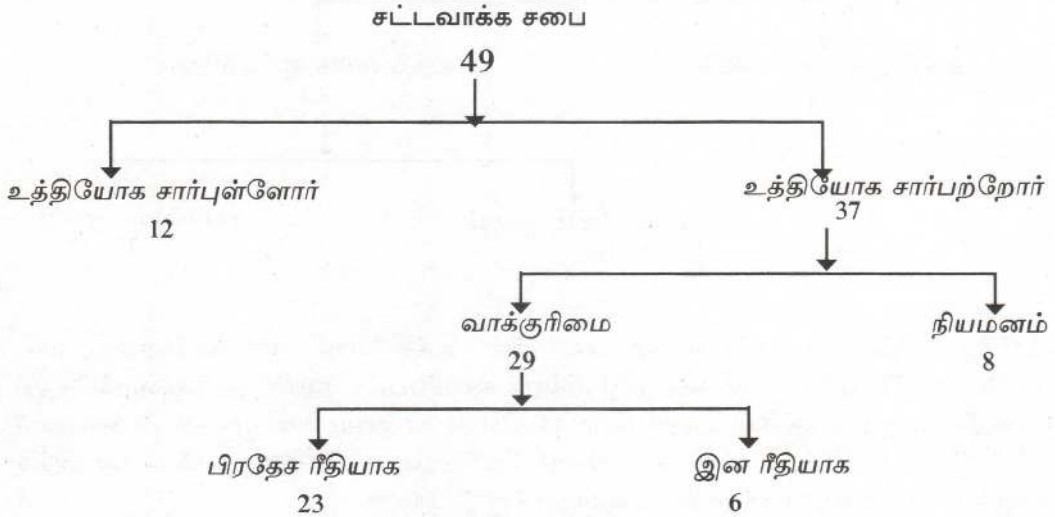 சட்டவாக்க சபை
49
உத்தியோக சார்புள்ளோர்
12
உத்தியோக சார்பற்றோர்
37
வாக்குரிமை
29
நியமனம்
8
பிரதேச ரீதியாக
23
இன ரீதியாக
6